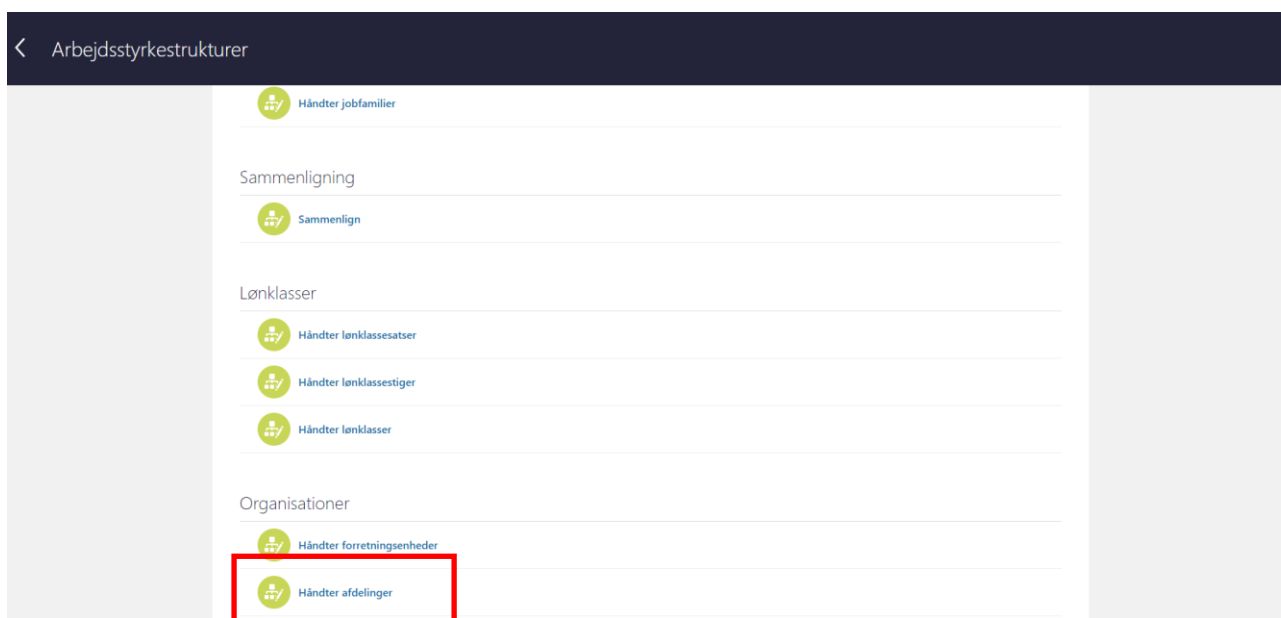 Arbejdsstyrkestrukturer
Håndter jobfamilier
Sammenligning
Sammenlign
Lønklasser
Håndter lønklassesatser
Håndter lønklassestiger
Håndter lønklasser
Organisationer
Håndter forretningsenheder
Håndter afdelinger